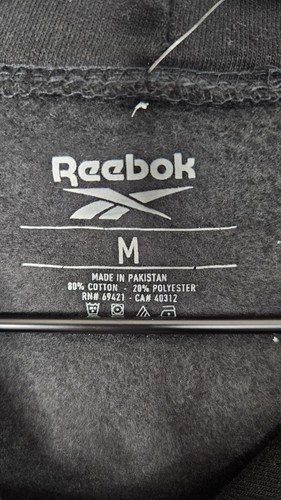 Reebok
M
MADE IN PAKISTAN
80% COTTON - 20% POLYESTER
RN# 69421 - CA# 40312